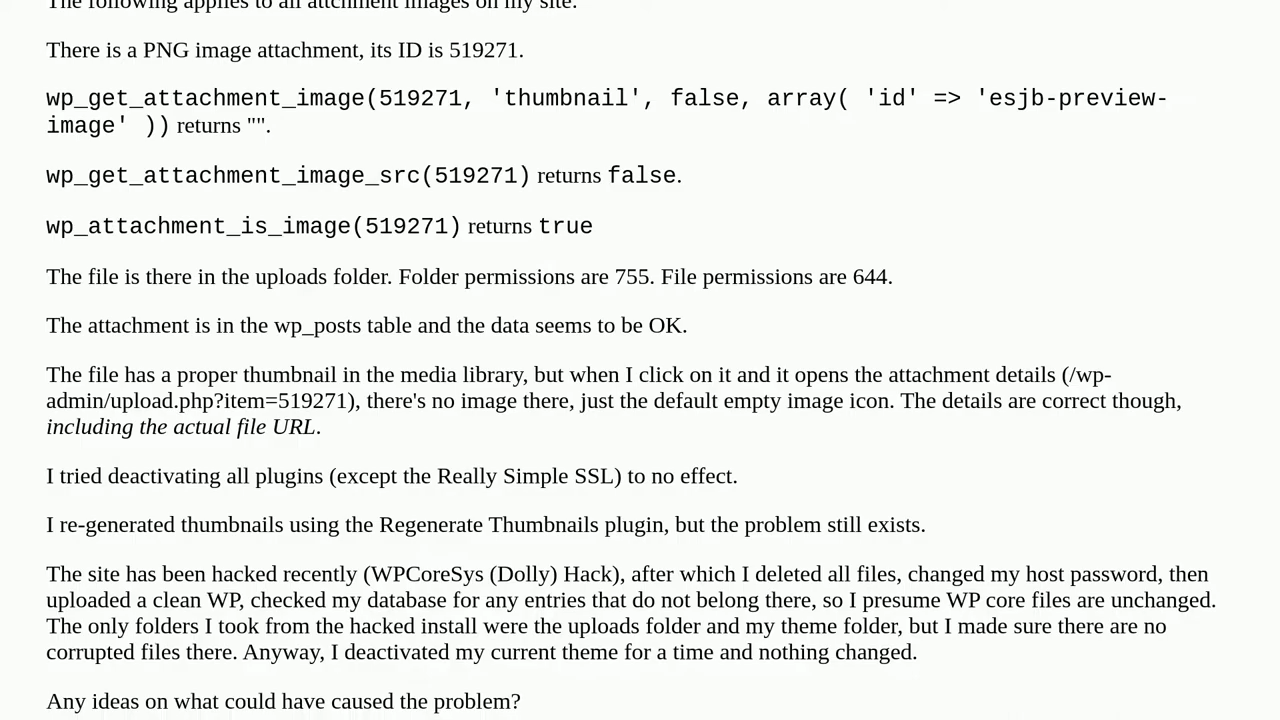 The following applies to all attchment images on my site.
There is a PNG image attachment, its ID is 519271.
wp_get_attachment_image(519271, 'thumbnail', false, array( 'id' => 'esjb-preview-
image' )) returns "".
wp_get_attachment_image_src(519271) returns false.
wp_attachment_is_image(519271) returns true
The file is there in the uploads folder. Folder permissions are 755. File permissions are 644.
The attachment is in the wp_posts table and the data seems to be OK.
The file has a proper thumbnail in the media library, but when I click on it and it opens the attachment details (/wp-
admin/upload.php?item=519271), there's no image there, just the default empty image icon. The details are correct though,
including the actual file URL.
I tried deactivating all plugins (except the Really Simple SSL) to no effect.
I re-generated thumbnails using the Regenerate Thumbnails plugin, but the problem still exists.
The site has been hacked recently (WPCoreSys (Dolly) Hack), after which I deleted all files, changed my host password, then
uploaded a clean WP, checked my database for any entries that do not belong there, so I presume WP core files are unchanged.
The only folders I took from the hacked install were the uploads folder and my theme folder, but I made sure there are no
corrupted files there. Anyway, I deactivated my current theme for a time and nothing changed.
Any ideas on what could have caused the problem?